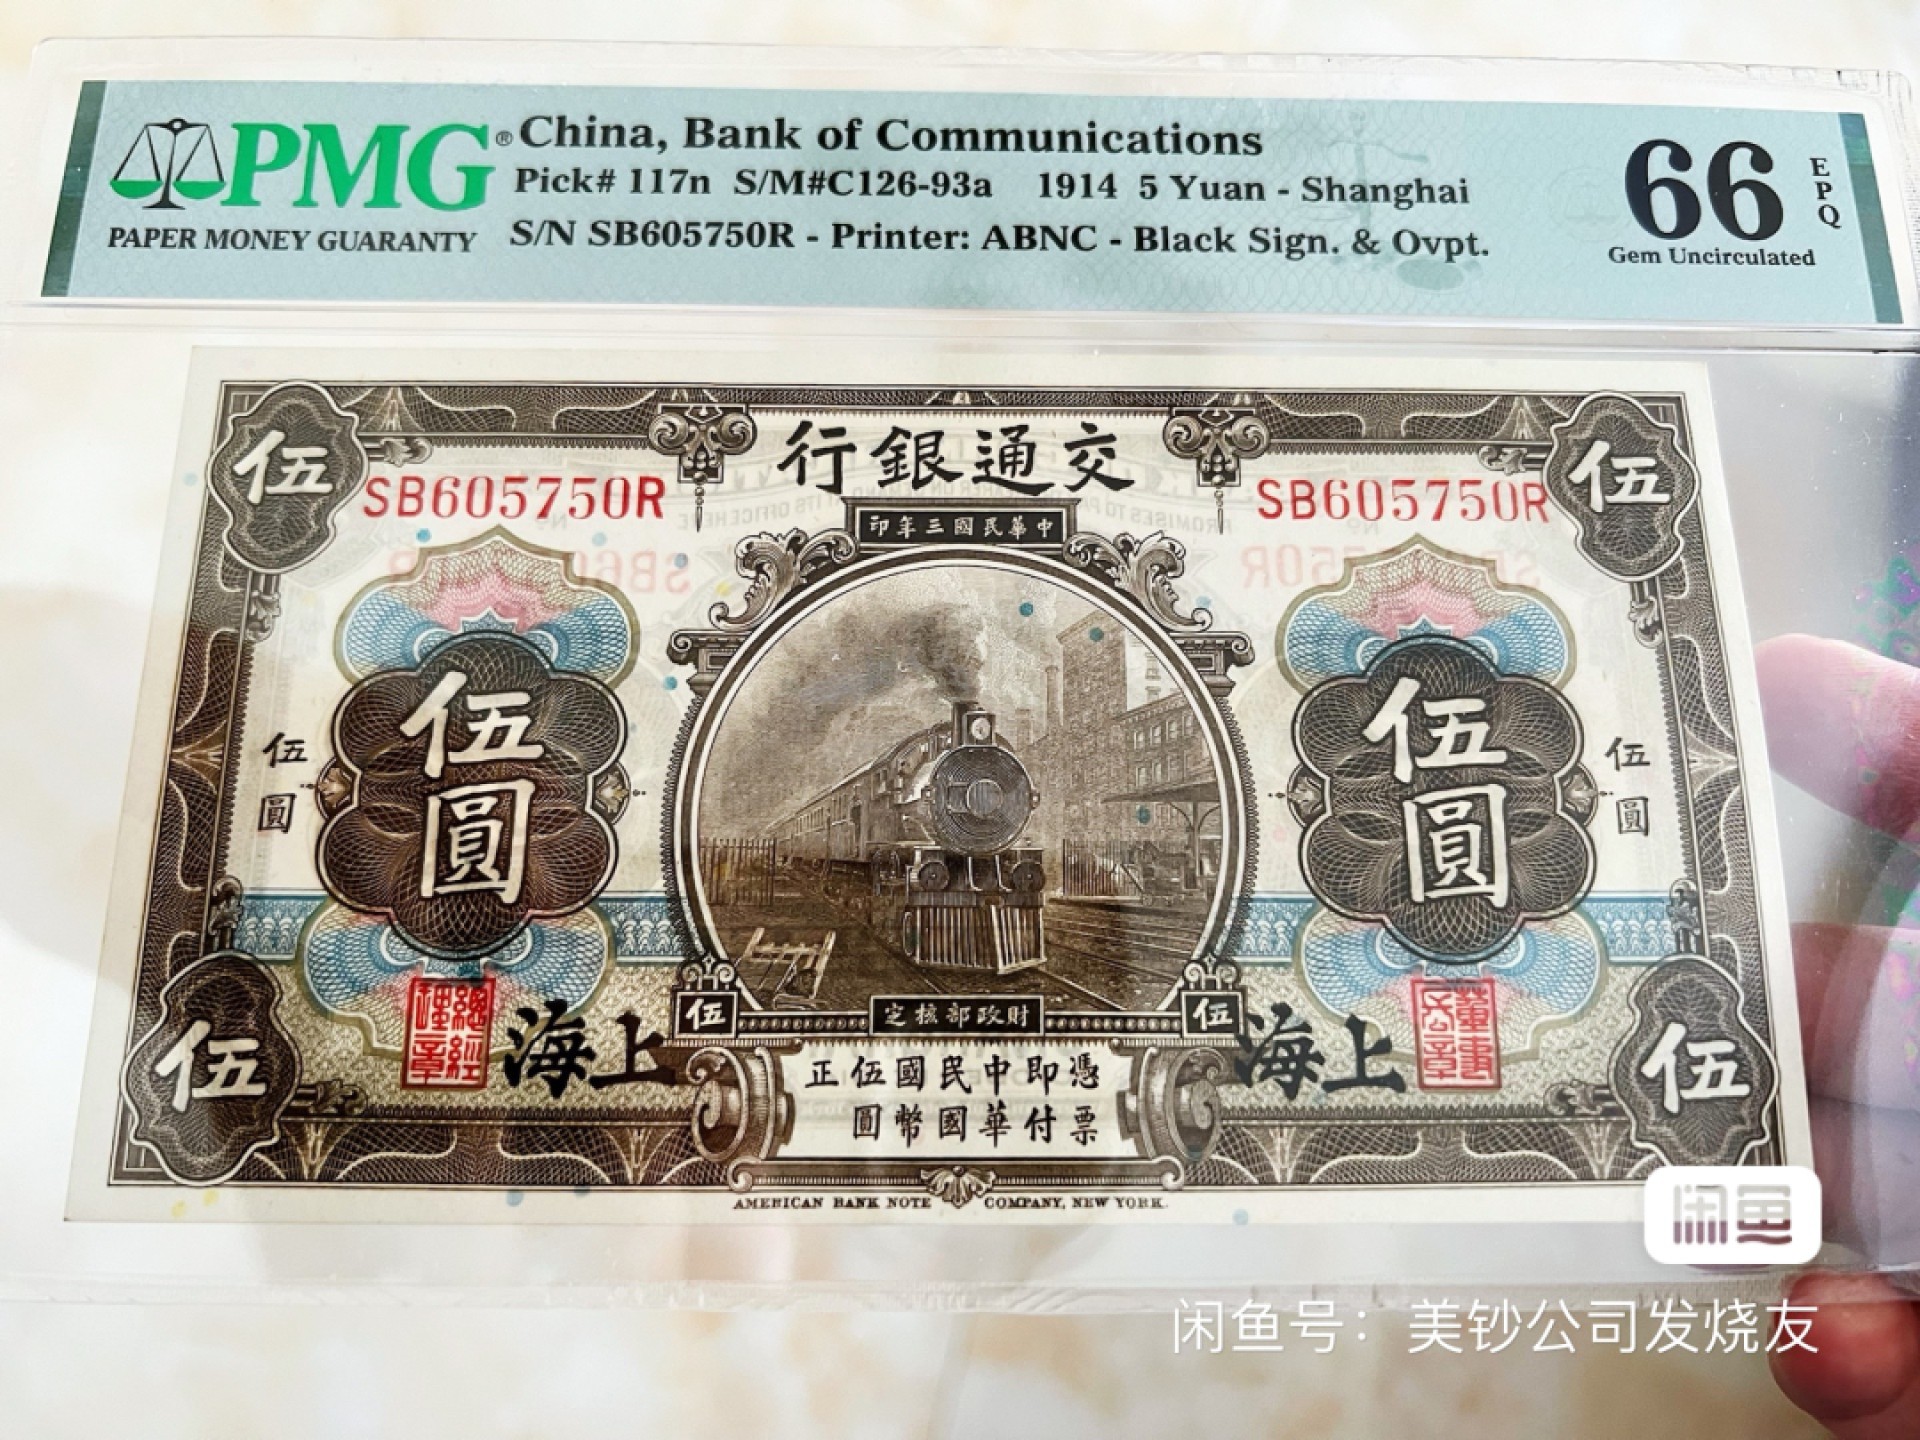 PMG® China, Bank of Communications
Pick# 117n S/M#C126-93a 1914 5 Yuan - Shanghai
PAPER MONEY GUARANTY S/N SB605750R - Printer: ABNC - Black Sign. & Ovpt.
66 EPQ
Gem Uncirculated
行銀通交
伍 SB605750R SB605750R 伍
印年三國民華中
伍圓 伍圓
伍圓 伍圓
伍 定核部政財 伍
總經理章 海上 海上
伍 伍
正伍國民中即憑
圓幣國華付票
AMERICAN BANK NOTE COMPANY, NEW YORK.
闲鱼
闲鱼号：美钞公司发烧友